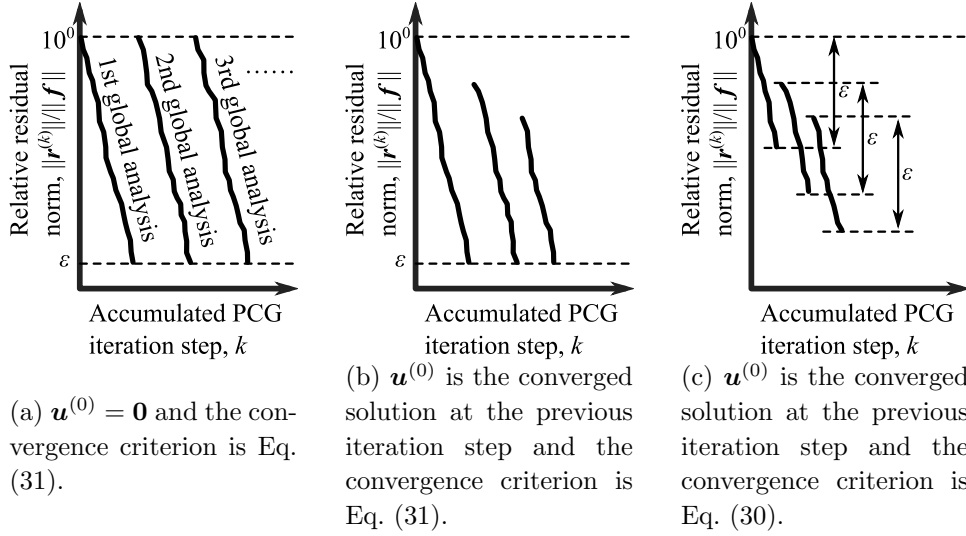 Relative residual
norm, ||r^(k)||/||f||
10^0
ε
1st global analysis
2nd global analysis
3rd global analysis
......
Accumulated PCG
iteration step, k
(a) u^(0) = 0 and the con-
vergence criterion is Eq.
(31).
Relative residual
norm, ||r^(k)||/||f||
10^0
ε
Accumulated PCG
iteration step, k
(b) u^(0) is the converged
solution at the previous
iteration step and the
convergence criterion is
Eq. (31).
Relative residual
norm, ||r^(k)||/||f||
10^0
ε
ε
ε
Accumulated PCG
iteration step, k
(c) u^(0) is the converged
solution at the previous
iteration step and the
convergence criterion is
Eq. (30).